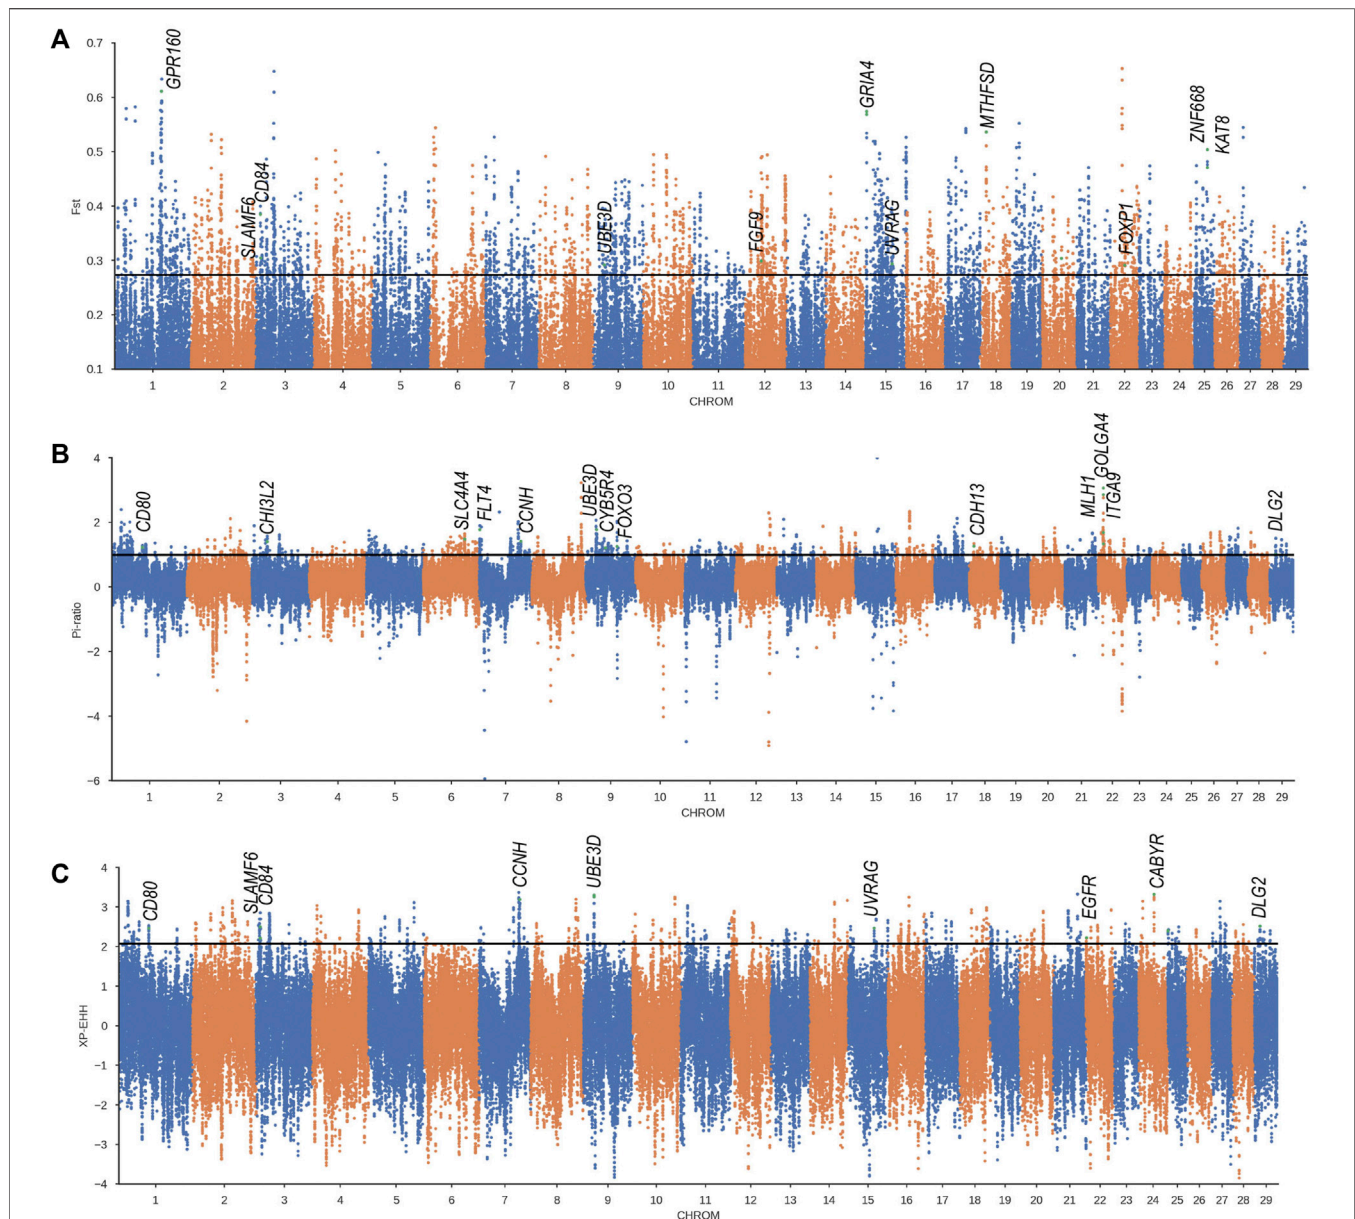 A
0.7
0.6
0.5
0.4
0.3
0.2
0.1
Fst
GPR160
SLAMF6
CD84
UBE3D
FGF9
GRIA4
UVRAG
MTHFSD
FOXP1
ZNF668
KAT8
1 2 3 4 5 6 7 8 9 10 11 12 13 14 15 16 17 18 19 20 21 22 23 24 25 26 27 28 29
CHROM
B
4
2
0
−2
−4
−6
Pi-ratio
CD80
CHI3L2
SLC4A4
FLT4
CCNH
UBE3D
CYB5R4
FOXO3
CDH13
MLH1
GOLGA4
ITGA9
DLG2
1 2 3 4 5 6 7 8 9 10 11 12 13 14 15 16 17 18 19 20 21 22 23 24 25 26 27 28 29
CHROM
C
4
3
2
1
0
−1
−2
−3
−4
XP-EHH
CD80
SLAMF6
CD84
CCNH
UBE3D
UVRAG
EGFR
CABYR
DLG2
1 2 3 4 5 6 7 8 9 10 11 12 13 14 15 16 17 18 19 20 21 22 23 24 25 26 27 28 29
CHROM